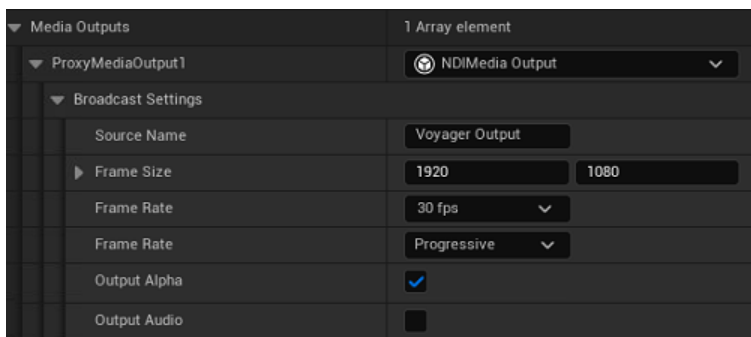 Media Outputs 1 Array element
ProxyMediaOutput1 NDIMedia Output
Broadcast Settings
Source Name Voyager Output
Frame Size 1920 1080
Frame Rate 30 fps
Frame Rate Progressive
Output Alpha
Output Audio